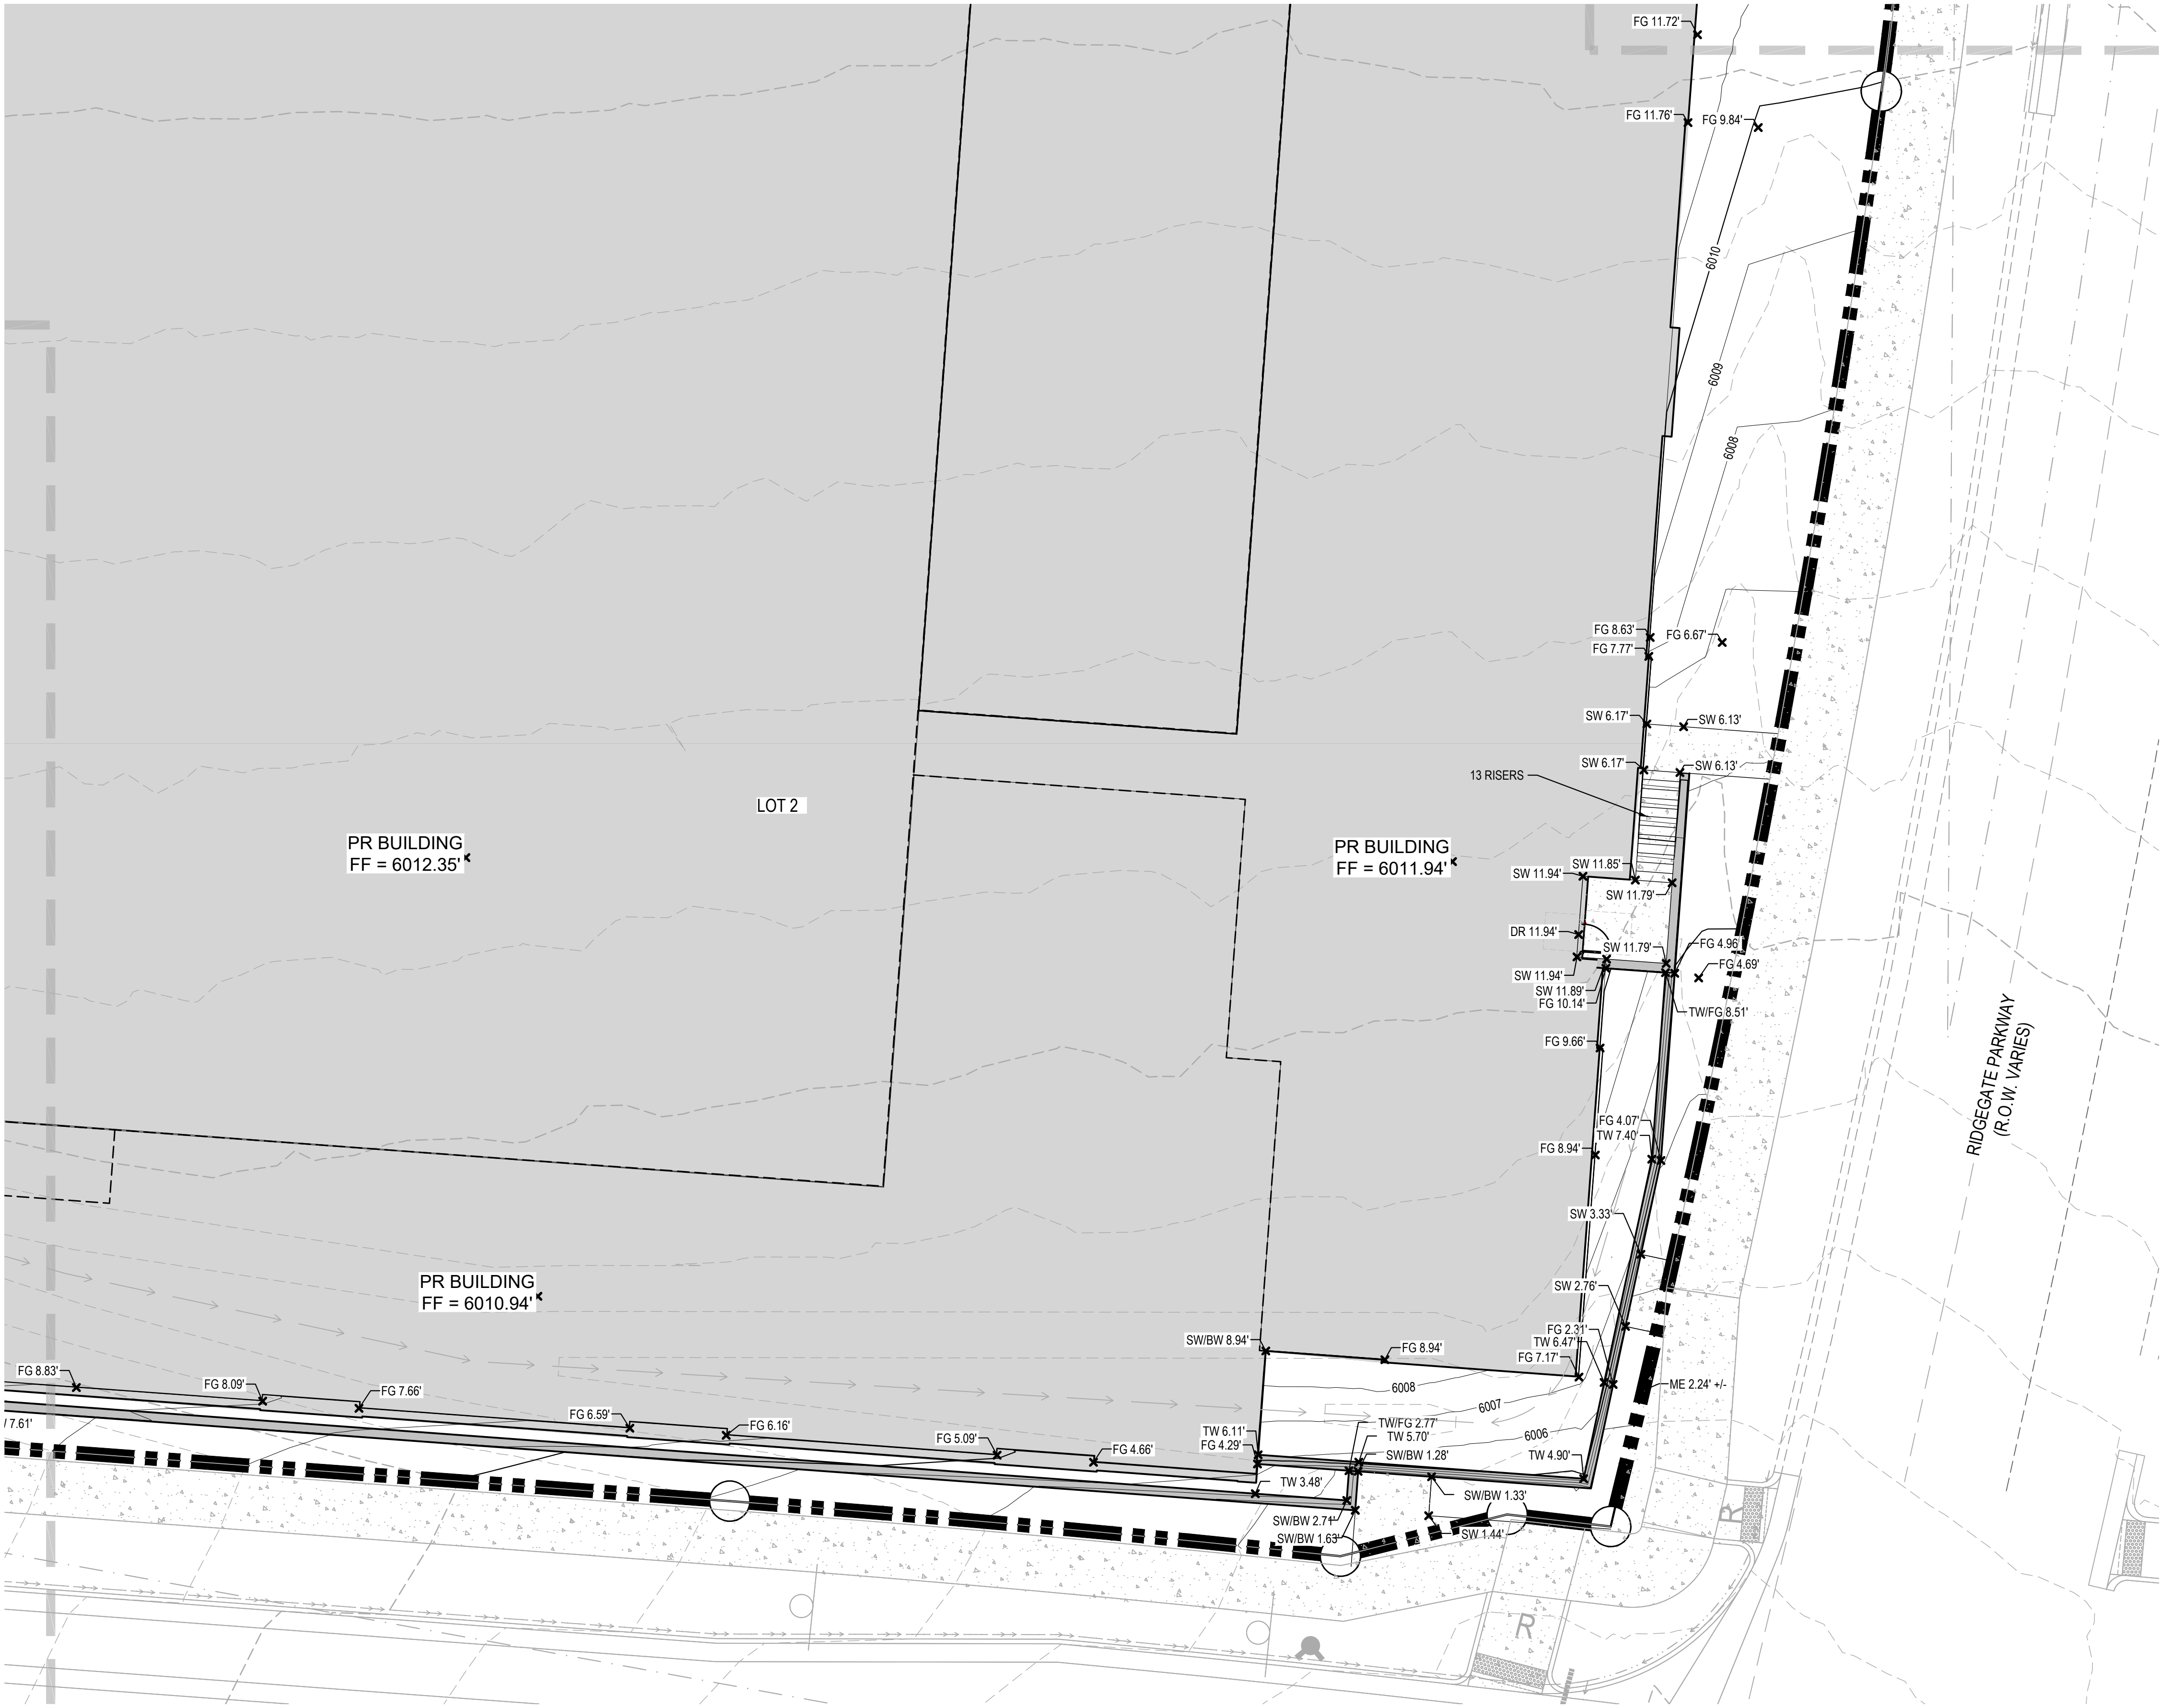 FG 11.72'
FG 11.76'
FG 9.84'
6010
6009
6008
FG 8.63'
FG 6.67'
FG 7.77'
SW 6.17'
SW 6.13'
SW 6.17'
SW 6.13'
13 RISERS
LOT 2
PR BUILDING
FF = 6012.35'
PR BUILDING
FF = 6011.94'
SW 11.85'
SW 11.94'
SW 11.79'
DR 11.94'
SW 11.79'
FG 4.96'
FG 4.69'
SW 11.94'
SW 11.89'
FG 10.14'
TW/FG 8.51'
FG 9.66'
RIDGEGATE PARKWAY
(R.O.W. VARIES)
FG 4.07'
TW 7.40'
FG 8.94'
SW 3.33'
PR BUILDING
FF = 6010.94'
SW 2.76'
FG 2.31'
TW 6.47'
FG 7.17'
SW/BW 8.94'
FG 8.94'
FG 8.83'
FG 8.09'
FG 7.66'
6008
ME 2.24' +/-
6007
FG 6.59'
FG 6.16'
7.61'
TW/FG 2.77'
TW 5.70'
TW 6.11'
FG 4.29'
6006
FG 5.09'
FG 4.66'
SW/BW 1.28'
TW 4.90'
TW 3.48'
SW/BW 1.33'
SW/BW 2.71'
SW 1.44'
SW/BW 1.63'
R
R